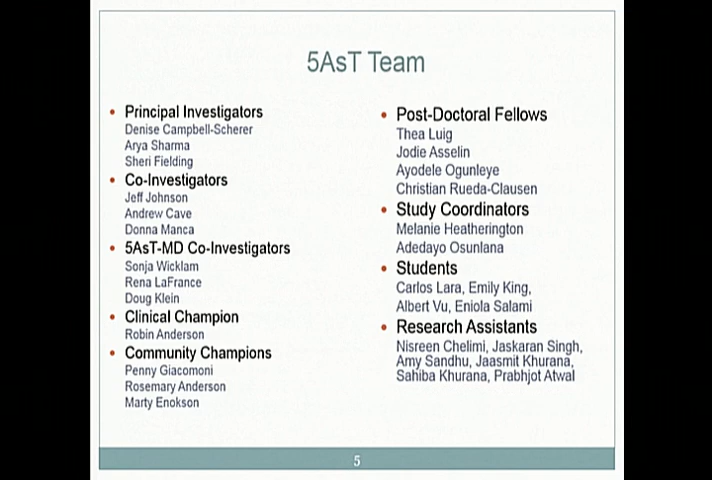 5AsT Team
• Principal Investigators
Denise Campbell-Scherer
Arya Sharma
Sheri Fielding
• Co-Investigators
Jeff Johnson
Andrew Cave
Donna Manca
• 5AsT-MD Co-Investigators
Sonja Wicklam
Rena LaFrance
Doug Klein
• Clinical Champion
Robin Anderson
• Community Champions
Penny Giacomoni
Rosemary Anderson
Marty Enokson
• Post-Doctoral Fellows
Thea Luig
Jodie Asselin
Ayodele Ogunleye
Christian Rueda-Clausen
• Study Coordinators
Melanie Heatherington
Adedayo Osunlana
• Students
Carlos Lara, Emily King,
Albert Vu, Eniola Salami
• Research Assistants
Nisreen Chelimi, Jaskaran Singh,
Amy Sandhu, Jaasmit Khurana,
Sahiba Khurana, Prabhjot Atwal
5